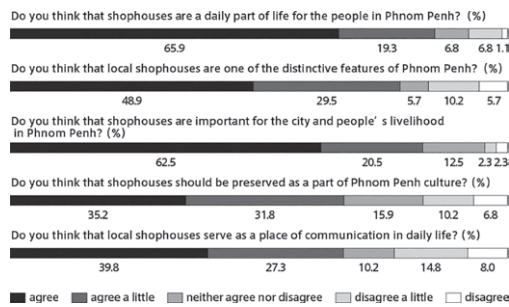 Do you think that shophouses are a daily part of life for the people in Phnom Penh? (%)
65.9 19.3 6.8 6.8 1.1
Do you think that local shophouses are one of the distinctive features of Phnom Penh? (%)
48.9 29.5 5.7 10.2 5.7
Do you think that shophouses are important for the city and people's livelihood
in Phnom Penh? (%)
62.5 20.5 12.5 2.3 2.3
Do you think that shophouses should be preserved as a part of Phnom Penh culture? (%)
35.2 31.8 15.9 10.2 6.8
Do you think that local shophouses serve as a place of communication in daily life? (%)
39.8 27.3 10.2 14.8 8.0
agree agree a little neither agree nor disagree disagree a little disagree